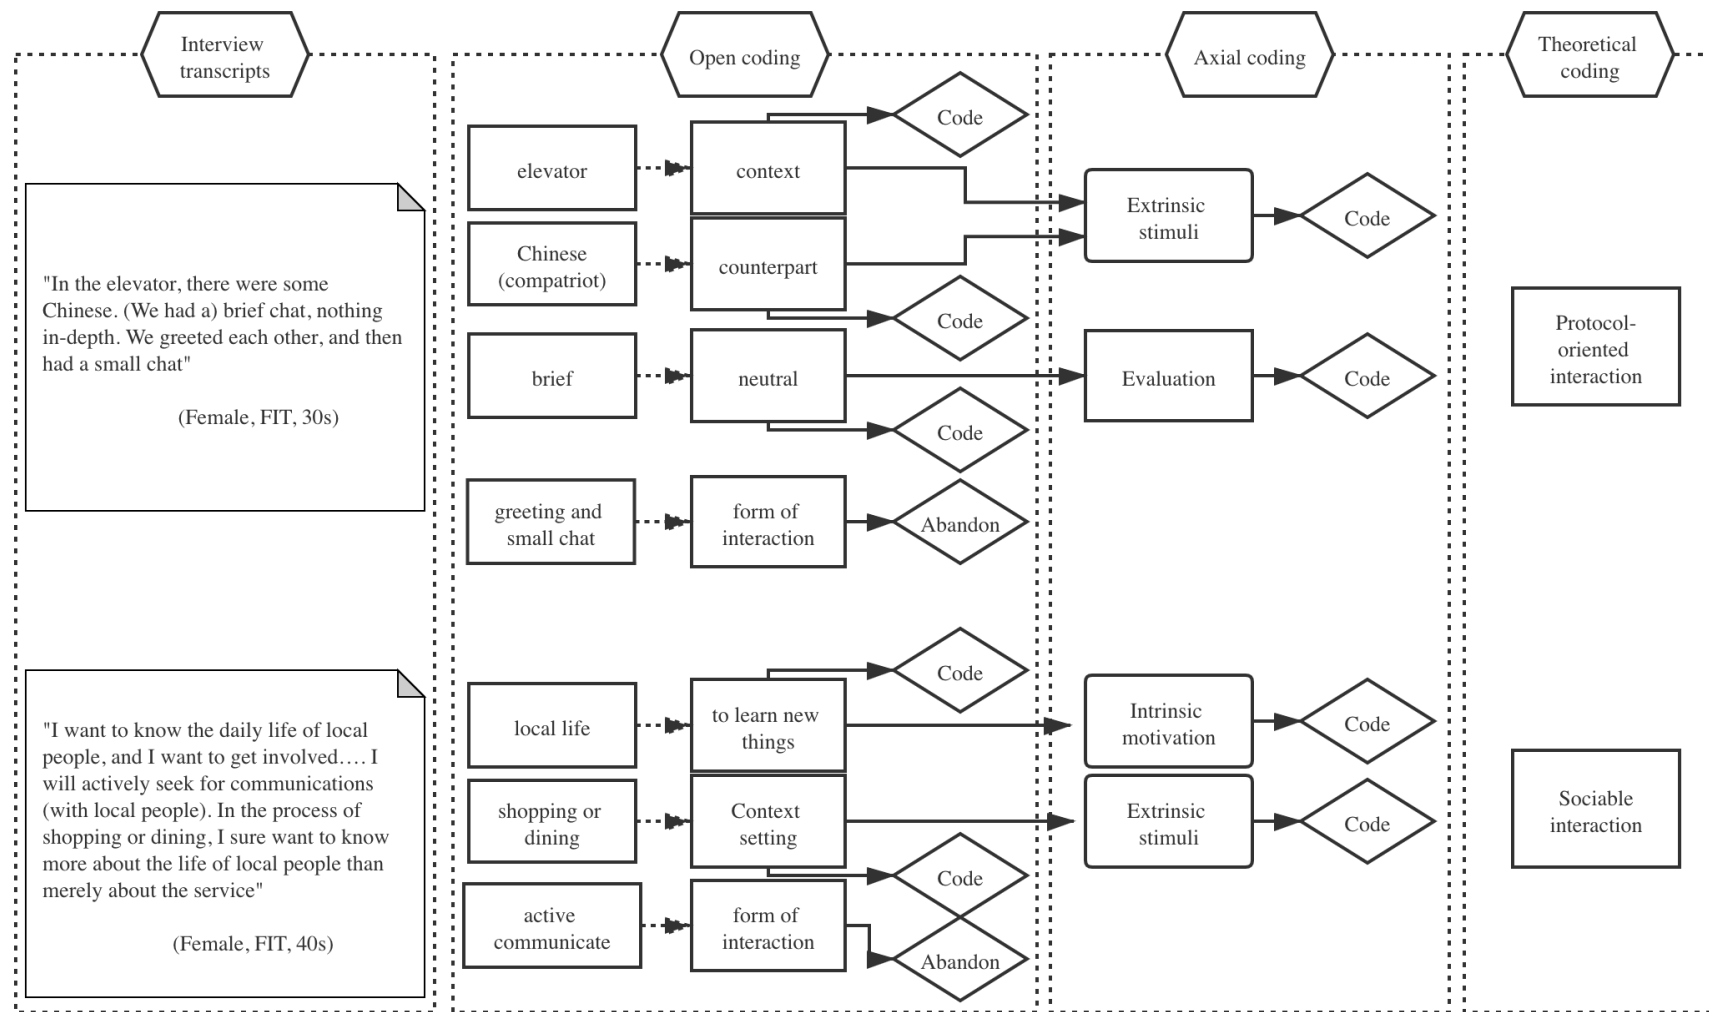 Interview
transcripts
Open coding
Axial coding
Theoretical
coding
"In the elevator, there were some
Chinese. (We had a) brief chat, nothing
in-depth. We greeted each other, and then
had a small chat"
(Female, FIT, 30s)
elevator
context
Code
Chinese
(compatriot)
counterpart
Code
brief
neutral
Code
greeting and
small chat
form of
interaction
Abandon
Extrinsic
stimuli
Code
Evaluation
Code
Protocol-
oriented
interaction
"I want to know the daily life of local
people, and I want to get involved…. I
will actively seek for communications
(with local people). In the process of
shopping or dining, I sure want to know
more about the life of local people than
merely about the service"
(Female, FIT, 40s)
local life
to learn new
things
Code
shopping or
dining
Context
setting
Code
active
communicate
form of
interaction
Abandon
Intrinsic
motivation
Code
Extrinsic
stimuli
Code
Sociable
interaction